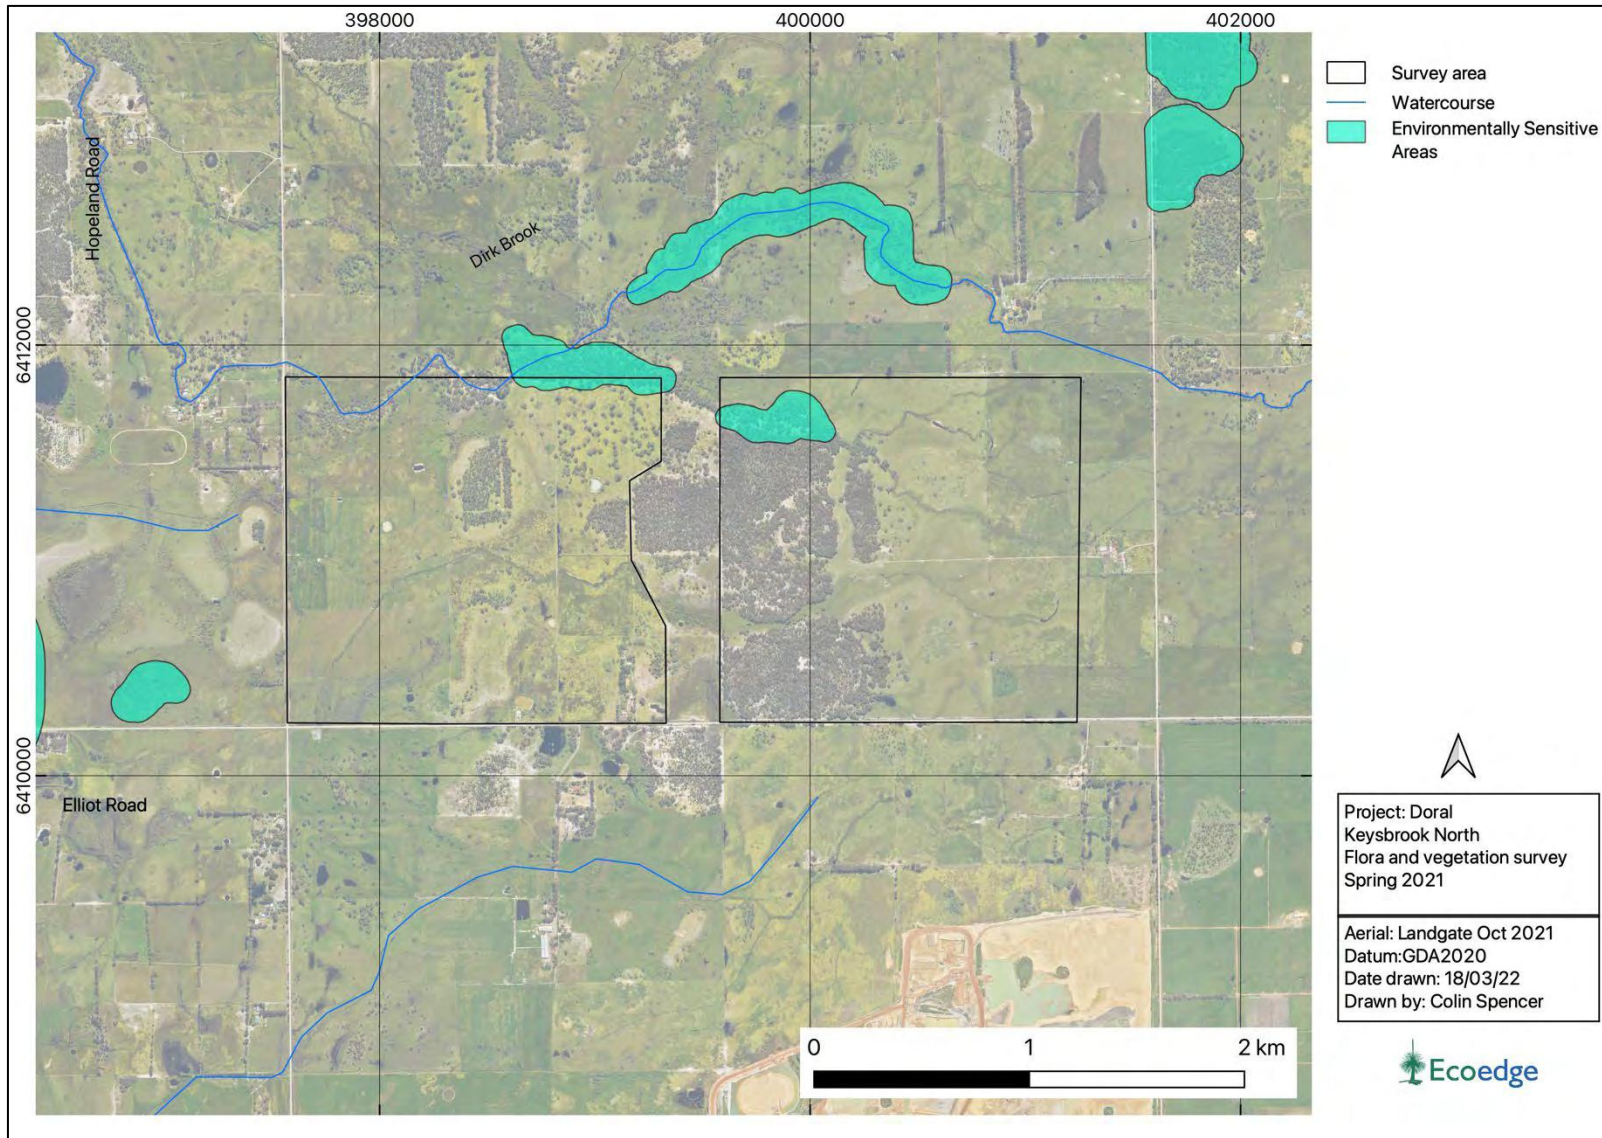 398000
400000
402000
Survey area
Watercourse
Environmentally Sensitive
Areas
Hopeland Road
Dirk Brook
6412000
6410000
Elliot Road
Project: Doral
Keysbrook North
Flora and vegetation survey
Spring 2021
Aerial: Landgate Oct 2021
Datum:GDA2020
Date drawn: 18/03/22
Drawn by: Colin Spencer
0 1 2 km
Ecoedge